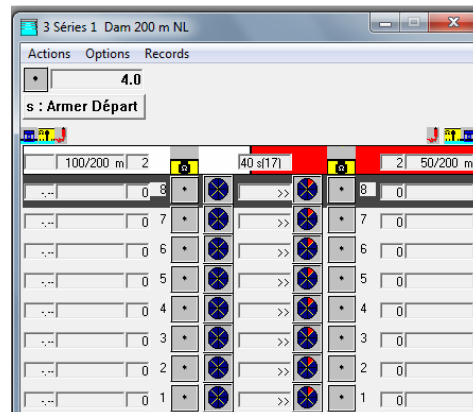 3 Séries 1 Dam 200 m NL
Actions Options Records
* 4.0
s : Armer Départ
100/200 m 2 40 s(17) 2 50/200 m
-.-- 0 8 * >> * 8 0
-.-- 0 7 * >> * 7 0
-.-- 0 6 * >> * 6 0
-.-- 0 5 * >> * 5 0
-.-- 0 4 * >> * 4 0
-.-- 0 3 * >> * 3 0
-.-- 0 2 * >> * 2 0
-.-- 0 1 * >> * 1 0